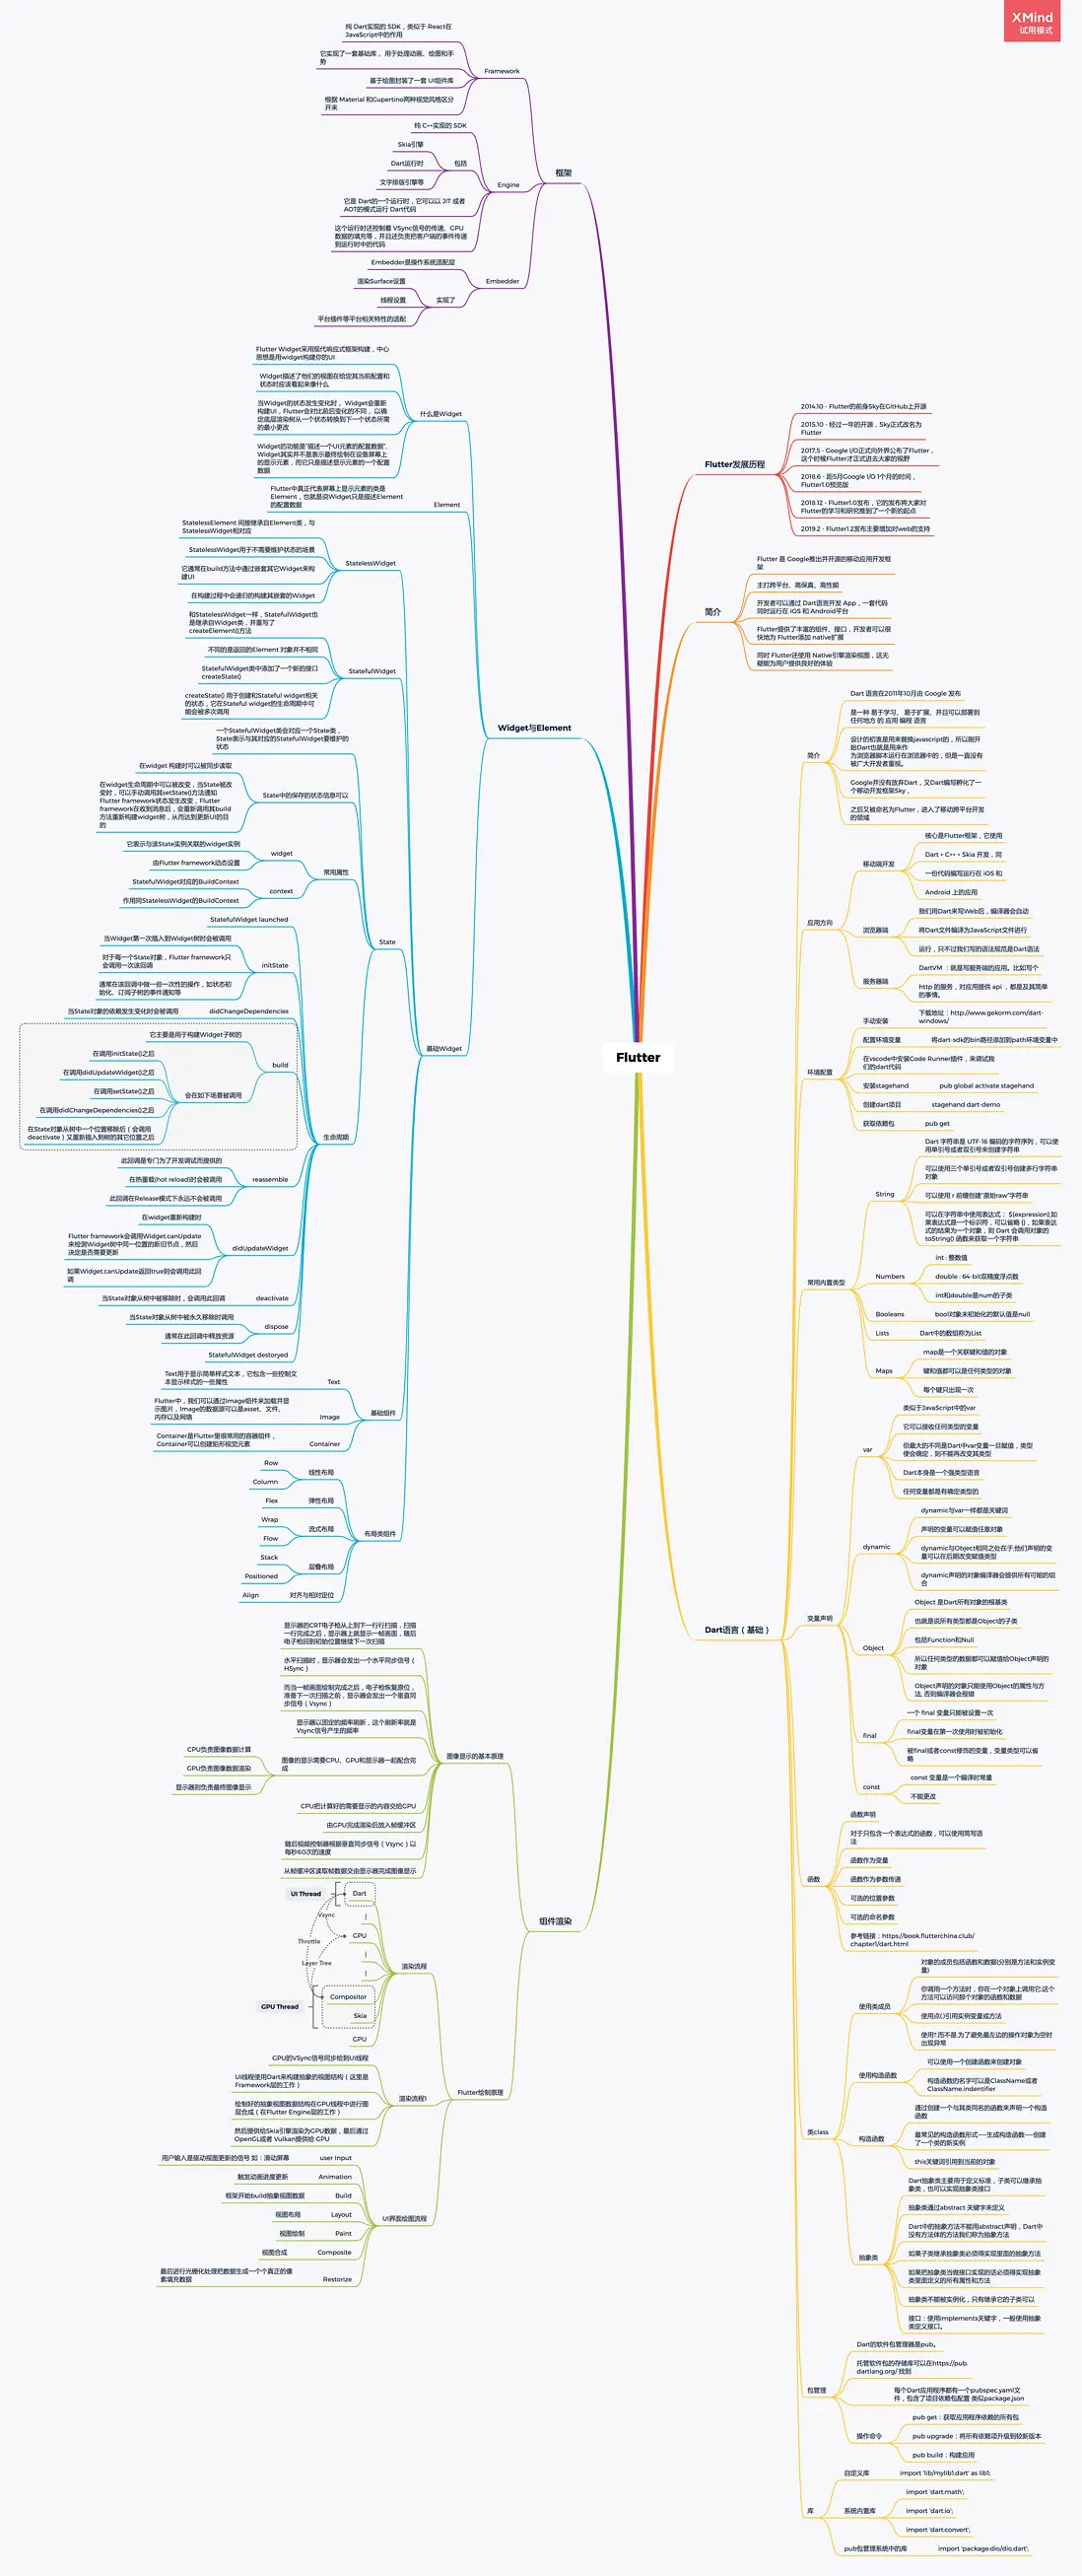 XMind
试用模式
纯 Dart实现的 SDK，类似于 React在
JavaScript中的作用
它实现了一套基础库， 用于处理动画、绘图和手
势
基于绘图封装了一套 UI组件库
根据 Material 和Cupertino两种视觉风格区分
开来
Framework
纯 C++实现的 SDK
Skia引擎
Dart运行时
文字排版引擎等
包括
Engine
它是 Dart的一个运行时，它可以以 JIT 或者
AOT的模式运行 Dart代码
这个运行时还控制着 VSync信号的传递、GPU
数据的填充等，并且还负责把客户端的事件传递
到运行时中的代码
Embedder是操作系统适配层
渲染Surface设置
线程设置
平台插件等平台相关特性的适配
实现了
Embedder
框架
Flutter Widget采用现代响应式框架构建，中心
思想是用widget构建你的UI
Widget描述了他们的视图在给定其当前配置和
状态时应该看起来像什么
当Widget的状态发生变化时， Widget会重新
构建UI，Flutter会对比前后变化的不同， 以确
定底层渲染树从一个状态转换到下一个状态所需
的最小更改
Widget的功能是“描述一个UI元素的配置数据”,
Widget其实并不是表示最终绘制在设备屏幕上
的显示元素，而它只是描述显示元素的一个配置
数据
什么是Widget
Flutter中真正代表屏幕上显示元素的类是
Element，也就是说Widget只是描述Element
的配置数据
Element
StatelessElement 间接继承自Element类，与
StatelessWidget相对应
StatelessWidget用于不需要维护状态的场景
它通常在build方法中通过嵌套其它Widget来构
建UI
在构建过程中会递归的构建其嵌套的Widget
StatelessWidget
和StatelessWidget一样，StatefulWidget也
是继承自Widget类，并重写了
createElement()方法
不同的是返回的Element 对象并不相同
StatefulWidget类中添加了一个新的接口
createState()
createState() 用于创建和Stateful widget相关
的状态，它在Stateful widget的生命周期中可
能会被多次调用
StatefulWidget
Widget与Element
一个StatefulWidget类会对应一个State类，
State表示与其对应的StatefulWidget要维护的
状态
在widget 构建时可以被同步读取
在widget生命周期中可以被改变，当State被改
变时，可以手动调用其setState()方法通知
Flutter framework状态发生改变，Flutter
framework在收到消息后，会重新调用其build
方法重新构建widget树，从而达到更新UI的目
的
State中的保存的状态信息可以
它表示与该State实例关联的widget实例
由Flutter framework动态设置
widget
StatefulWidget对应的BuildContext
作用同StatelessWidget的BuildContext
context
常用属性
State
StatefulWidget launched
当Widget第一次插入到Widget树时会被调用
对于每一个State对象，Flutter framework只
会调用一次该回调
通常在该回调中做一些一次性的操作，如状态初
始化、订阅子树的事件通知等
initState
当State对象的依赖发生变化时会被调用
didChangeDependencies
它主要是用于构建Widget子树的
在调用initState()之后
在调用didUpdateWidget()之后
在调用setState()之后
在调用didChangeDependencies()之后
在State对象从树中一个位置移除后（会调用
deactivate）又重新插入到树的其它位置之后
会在如下场景被调用
build
生命周期
基础Widget
此回调是专门为了开发调试而提供的
在热重载(hot reload)时会被调用
此回调在Release模式下永远不会被调用
reassemble
在widget重新构建时
Flutter framework会调用Widget.canUpdate
来检测Widget树中同一位置的新旧节点，然后
决定是否需要更新
如果Widget.canUpdate返回true则会调用此回
调
didUpdateWidget
当State对象从树中被移除时，会调用此回调
deactivate
当State对象从树中被永久移除时调用
通常在此回调中释放资源
dispose
StatefulWidget destoryed
Text用于显示简单样式文本，它包含一些控制文
本显示样式的一些属性
Text
Flutter中，我们可以通过Image组件来加载并显
示图片，Image的数据源可以是asset、文件、
内存以及网络
Image
Container是Flutter里很常用的容器组件，
Container可以创建矩形视觉元素
Container
基础组件
Row
Column
线性布局
Flex
弹性布局
Wrap
Flow
流式布局
Stack
Positioned
层叠布局
Align
对齐与相对定位
布局类组件
显示器的CRT电子枪从上到下一行行扫描，扫描
一行完成之后，显示器上就显示一帧画面，随后
电子枪回到初始位置继续下一次扫描
水平扫描时，显示器会发出一个水平同步信号（
HSync）
而当一帧画面绘制完成之后，电子枪恢复原位，
准备下一次扫描之前，显示器会发出一个垂直同
步信号（Vsync）
显示器以固定的频率刷新，这个刷新率就是
Vsync信号产生的频率
CPU负责图像数据计算
GPU负责图像数据渲染
显示器则负责最终图像显示
图像的显示需要CPU、GPU和显示器一起配合完
成
CPU把计算好的需要显示的内容交给GPU
由GPU完成渲染后放入帧缓冲区
随后视频控制器根据垂直同步信号（Vsync）以
每秒60次的速度
从帧缓冲区读取帧数据交由显示器完成图像显示
图像显示的基本原理
UI Thread
Dart
Vsync
|
GPU
Throttle
|
Layer Tree
|
Compositor
GPU Thread
Skia
GPU
渲染流程
组件渲染
GPU的VSync信号同步给到UI线程
UI线程使用Dart来构建抽象的视图结构（这里是
Framework层的工作）
绘制好的抽象视图数据结构在GPU线程中进行图
层合成（在Flutter Engine层的工作）
然后提供给Skia引擎渲染为GPU数据，最后通过
OpenGL或者 Vulkan提供给 GPU
渲染流程1
Flutter绘制原理
用户输入是驱动视图更新的信号 如：滑动屏幕
user Input
触发动画进度更新
Animation
框架开始build抽象视图数据
Build
视图布局
Layout
视图绘制
Paint
视图合成
Composite
最后进行光栅化处理把数据生成一个个真正的像
素填充数据
Restorize
UI界面绘图流程
Flutter
Flutter发展历程
2014.10 - Flutter的前身Sky在GitHub上开源
2015.10 - 经过一年的开源，Sky正式改名为
Flutter
2017.5 - Google I/O正式向外界公布了Flutter，
这个时候Flutter才正式进去大家的视野
2018.6 - 距5月Google I/O 1个月的时间，
Flutter1.0预览版
2018.12 - Flutter1.0发布，它的发布将大家对
Flutter的学习和研究推到了一个新的起点
2019.2 - Flutter1.2发布主要增加对web的支持
简介
Flutter 是 Google推出并开源的移动应用开发框
架
主打跨平台、高保真、高性能
开发者可以通过 Dart语言开发 App，一套代码
同时运行在 iOS 和 Android平台
Flutter提供了丰富的组件、接口，开发者可以很
快地为 Flutter添加 native扩展
同时 Flutter还使用 Native引擎渲染视图，这无
疑能为用户提供良好的体验
Dart语言（基础）
简介
Dart 语言在2011年10月由 Google 发布
是一种 易于学习、 易于扩展、并且可以部署到
任何地方 的 应用 编程 语言
设计的初衷是用来替换javascript的，所以刚开
始Dart也就是用来作
为浏览器脚本运行在浏览器中的，但是一直没有
被广大开发者重视。
Google并没有放弃Dart，又Dart编写孵化了一
个移动开发框架Sky，
之后又被命名为Flutter，进入了移动跨平台开发
的领域
应用方向
移动端开发
核心是Flutter框架，它使用
Dart + C++ + Skia 开发，同
一份代码编写运行在 iOS 和
Android 上的应用
浏览器端
我们用Dart来写Web后，编译器会自动
将Dart文件编译为JavaScript文件进行
运行，只不过我们写的语法规范是Dart语法
服务器端
DartVM ：就是写服务端的应用。比如写个
http 的服务，对应用提供 api ，都是及其简单
的事情。
环境配置
手动安装
下载地址：http://www.gekorm.com/dart-
windows/
配置环境变量
将dart-sdk的bin路径添加到path环境变量中
在vscode中安装Code Runner插件，来调试我
们的dart代码
安装stagehand
pub global activate stagehand
创建dart项目
stagehand dart-demo
获取依赖包
pub get
常用内置类型
String
Dart 字符串是 UTF-16 编码的字符序列，可以使
用单引号或者双引号来创建字符串
可以使用三个单引号或者双引号创建多行字符串
对象
可以使用 r 前缀创建”原始raw”字符串
可以在字符串中使用表达式： ${expression},如
果表达式是一个标识符，可以省略 {}，如果表达
式的结果为一个对象，则 Dart 会调用对象的
toString() 函数来获取一个字符串
Numbers
int : 整数值
double : 64-bit双精度浮点数
int和double是num的子类
Booleans
bool对象未初始化的默认值是null
Lists
Dart中的数组称为List
Maps
map是一个关联键和值的对象
键和值都可以是任何类型的对象
每个键只出现一次
变量声明
var
类似于JavaScript中的var
它可以接收任何类型的变量
但最大的不同是Dart中var变量一旦赋值，类型
便会确定，则不能再改变其类型
Dart本身是一个强类型语言
任何变量都是有确定类型的
dynamic
dynamic与var一样都是关键词
声明的变量可以赋值任意对象
dynamic与Object相同之处在于,他们声明的变
量可以在后期改变赋值类型
dynamic声明的对象编译器会提供所有可能的组
合
Object
Object 是Dart所有对象的根基类
也就是说所有类型都是Object的子类
包括Function和Null
所以任何类型的数据都可以赋值给Object声明的
对象
Object声明的对象只能使用Object的属性与方
法, 否则编译器会报错
final
一个 final 变量只能被设置一次
final变量在第一次使用时被初始化
被final或者const修饰的变量，变量类型可以省
略
const
const 变量是一个编译时常量
不能更改
函数
函数声明
对于只包含一个表达式的函数，可以使用简写语
法
函数作为变量
函数作为参数传递
可选的位置参数
可选的命名参数
参考链接：https://book.flutterchina.club/
chapter1/dart.html
类class
使用类成员
对象的成员包括函数和数据(分别是方法和实例变
量)
你调用一个方法时，你在一个对象上调用它:这个
方法可以访问那个对象的函数和数据
使用点(.)引用实例变量或方法
使用?.而不是.为了避免最左边的操作对象为空时
出现异常
使用构造函数
可以使用一个创建函数来创建对象
构造函数的名字可以是ClassName或者
ClassName.indentifier
构造函数
通过创建一个与其类同名的函数来声明一个构造
函数
最常见的构造函数形式——生成构造函数——创建
了一个类的新实例
this关键词引用到当前的对象
抽象类
Dart抽象类主要用于定义标准，子类可以继承抽
象类，也可以实现抽象类接口
抽象类通过abstract 关键字来定义
Dart中的抽象方法不能用abstract声明，Dart中
没有方法体的方法我们称为抽象方法
如果子类继承抽象类必须得实现里面的抽象方法
如果把抽象类当做接口实现的话必须得实现抽象
类里面定义的所有属性和方法
抽象类不能被实例化，只有继承它的子类可以
接口：使用implements关键字，一般使用抽象
类定义接口。
包管理
Dart的软件包管理器是pub。
托管软件包的存储库可以在https://pub.
dartlang.org/ 找到
每个Dart应用程序都有一个pubspec.yaml文
件，包含了项目依赖包配置 类似package.json
操作命令
pub get：获取应用程序依赖的所有包
pub upgrade：将所有依赖项升级到较新版本
pub build：构建应用
库
自定义库
import 'lib/mylib1.dart' as lib1;
系统内置库
import 'dart:math';
import 'dart:io';
import 'dart:convert';
pub包管理系统中的库
import 'package:dio/dio.dart';